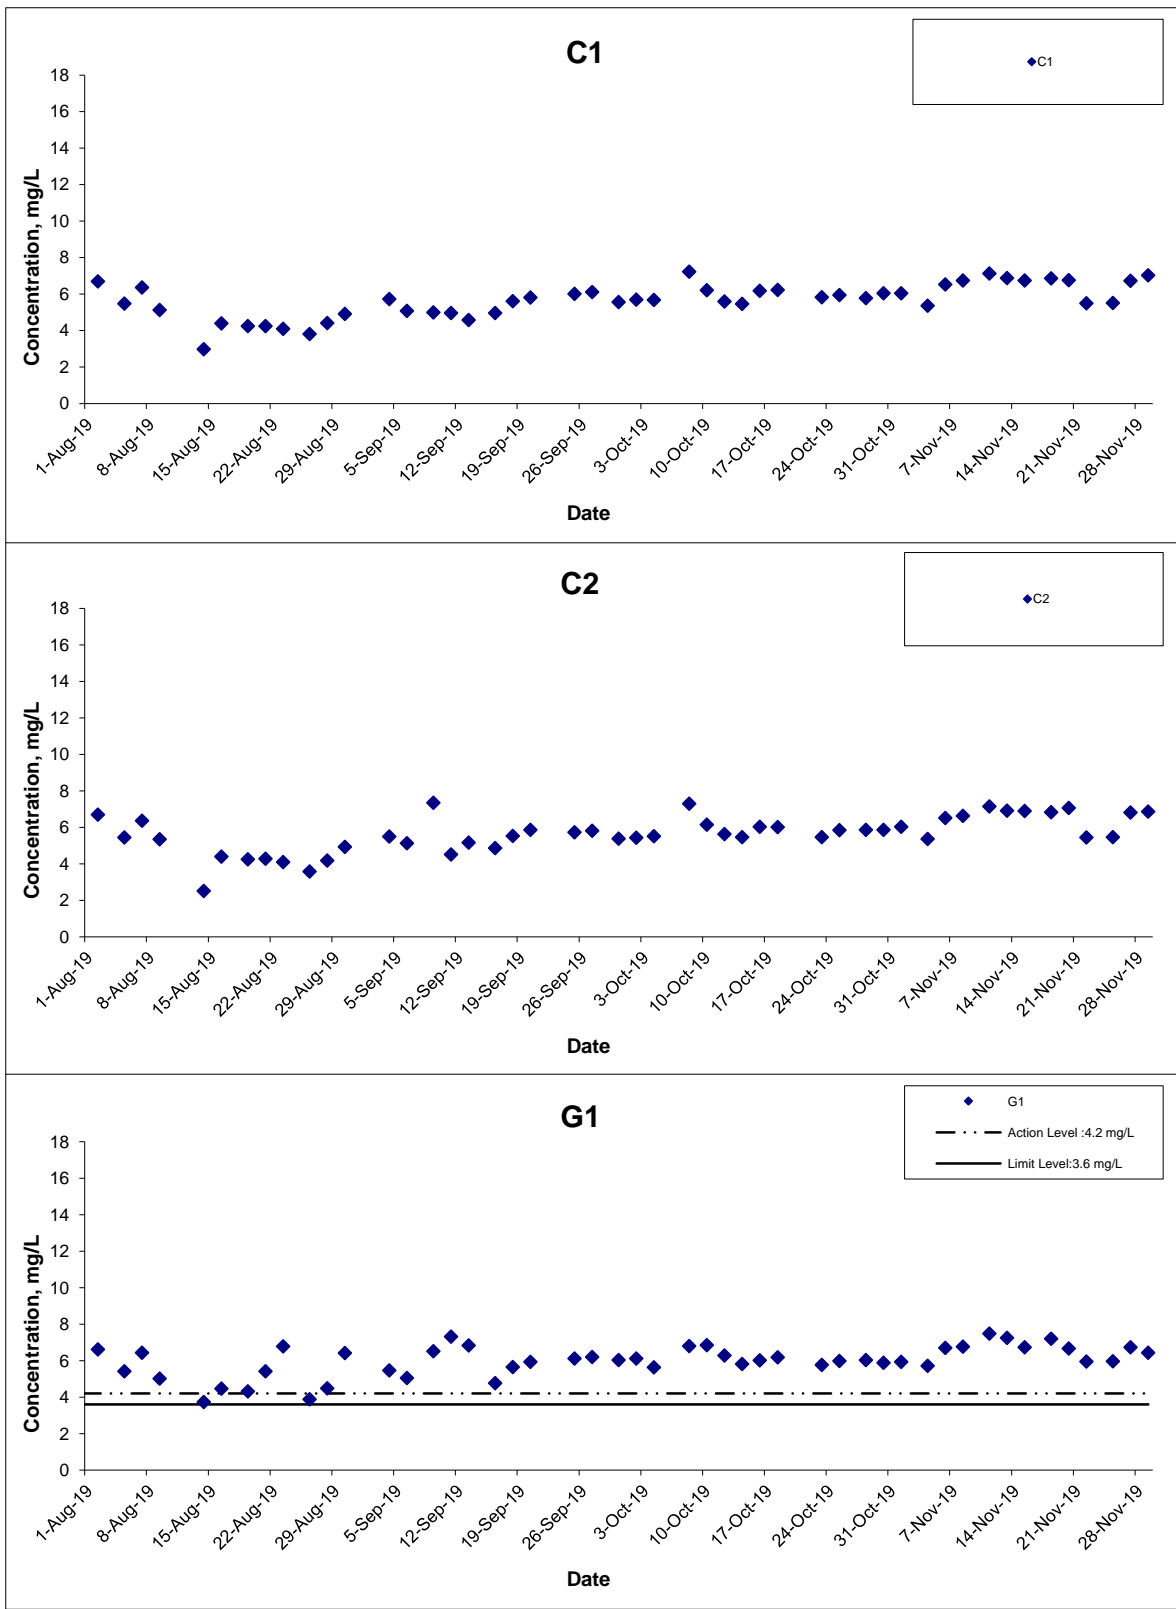 C1
C1
18
16
14
12
10
8
6
4
2
0
Concentration, mg/L
1-Aug-19
8-Aug-19
15-Aug-19
22-Aug-19
29-Aug-19
5-Sep-19
12-Sep-19
19-Sep-19
26-Sep-19
3-Oct-19
10-Oct-19
17-Oct-19
24-Oct-19
31-Oct-19
7-Nov-19
14-Nov-19
21-Nov-19
28-Nov-19
Date
C2
C2
18
16
14
12
10
8
6
4
2
0
Concentration, mg/L
1-Aug-19
8-Aug-19
15-Aug-19
22-Aug-19
29-Aug-19
5-Sep-19
12-Sep-19
19-Sep-19
26-Sep-19
3-Oct-19
10-Oct-19
17-Oct-19
24-Oct-19
31-Oct-19
7-Nov-19
14-Nov-19
21-Nov-19
28-Nov-19
Date
G1
G1
Action Level :4.2 mg/L
Limit Level:3.6 mg/L
18
16
14
12
10
8
6
4
2
0
Concentration, mg/L
1-Aug-19
8-Aug-19
15-Aug-19
22-Aug-19
29-Aug-19
5-Sep-19
12-Sep-19
19-Sep-19
26-Sep-19
3-Oct-19
10-Oct-19
17-Oct-19
24-Oct-19
31-Oct-19
7-Nov-19
14-Nov-19
21-Nov-19
28-Nov-19
Date